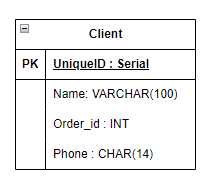 Client
PK UniqueID : Serial
Name: VARCHAR(100)
Order_id : INT
Phone : CHAR(14)